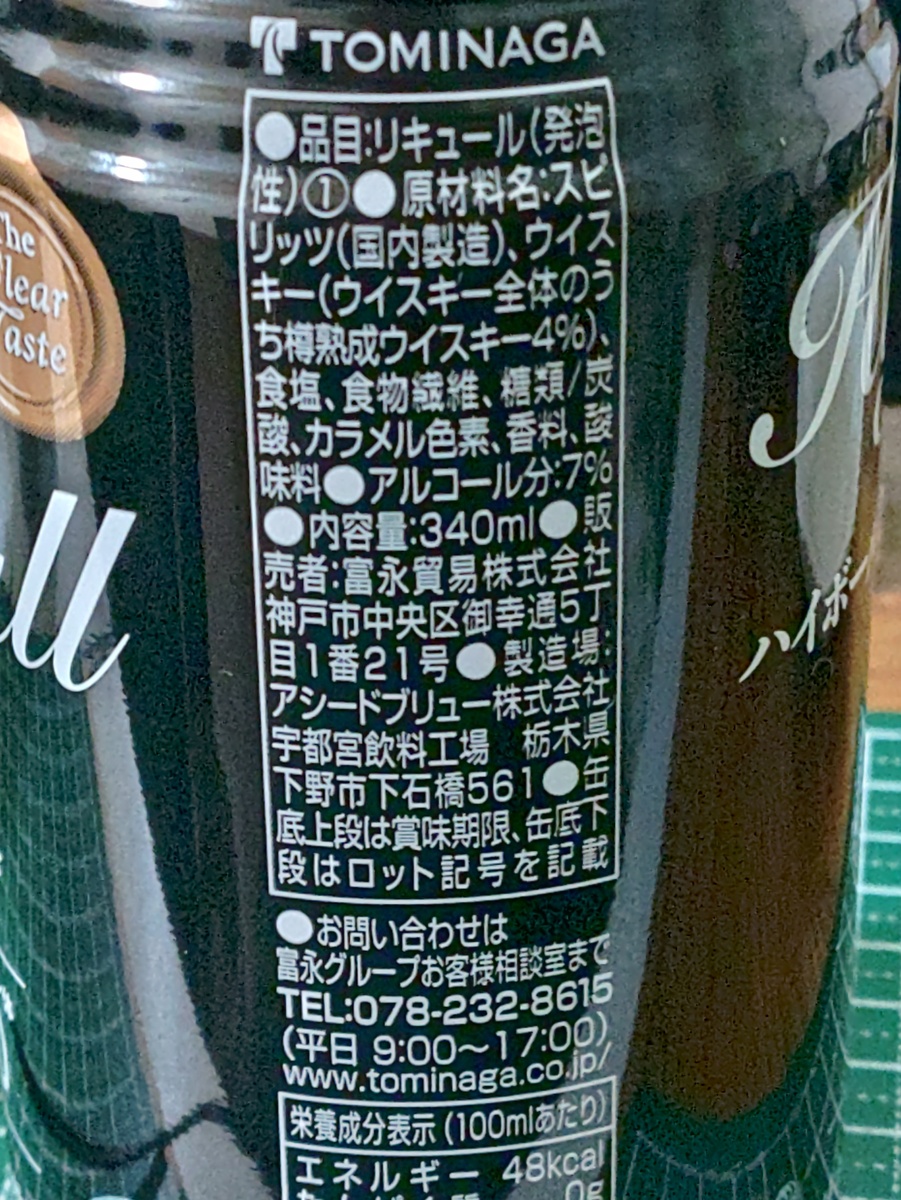 TOMINAGA
●品目:リキュール(発泡
性)①●原材料名:スピ
リッツ(国内製造)、ウイス
キー(ウイスキー全体のう
ち樽熟成ウイスキー4%)、
食塩、食物繊維、糖類/炭
酸、カラメル色素、香料、酸
味料●アルコール分:7%
●内容量:340ml●販
売者:富永貿易株式会社
神戸市中央区御幸通5丁
目1番21号●製造場:
アシードブリュー株式会社
宇都宮飲料工場 栃木県
下野市下石橋561●缶
底上段は賞味期限、缶底下
段はロット記号を記載
●お問い合わせは
富永グループお客様相談室まで
TEL:078-232-8615
(平日 9:00~17:00)
www.tominaga.co.jp/
栄養成分表示(100mlあたり)
エネルギー 48kcal
0g
The
Clear
Taste
ハイボー